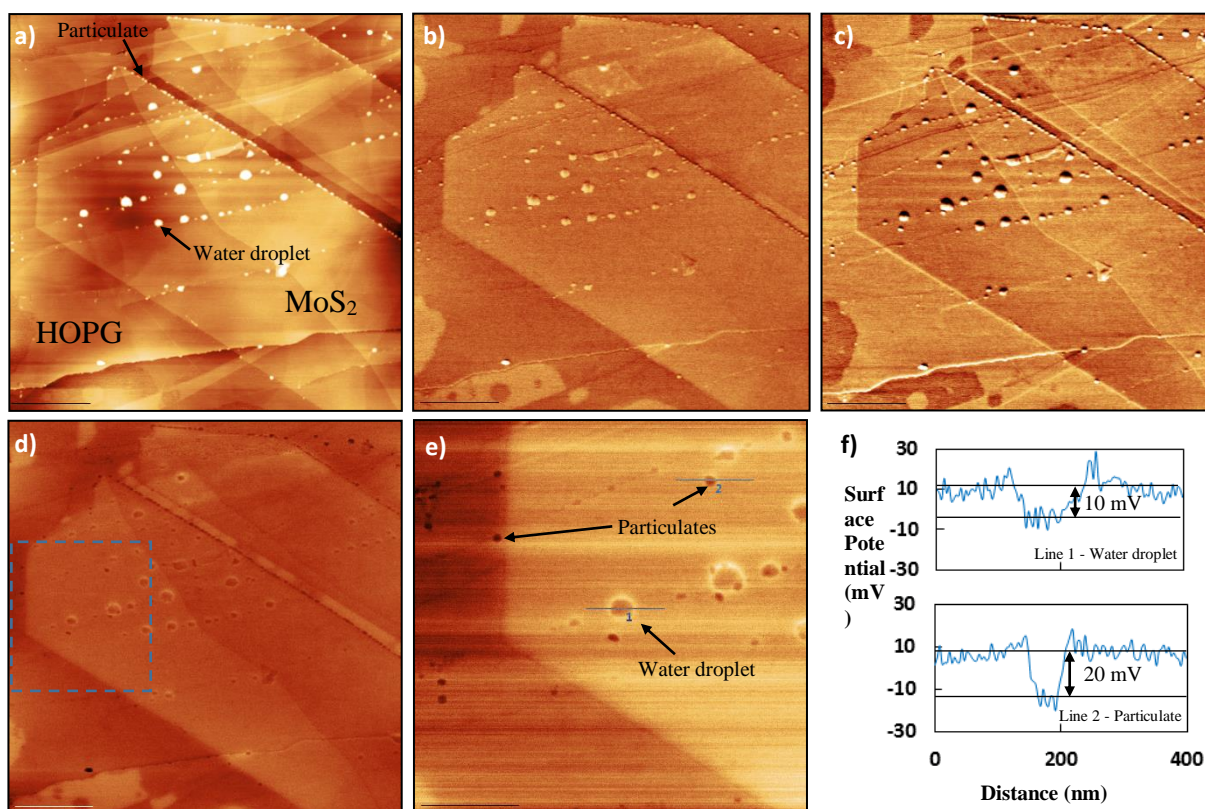 a)
Particulate
Water droplet
MoS₂
HOPG
b)
c)
d)
e)
2
Particulates
1
Water droplet
f)
Surf
ace
Pote
ntial
(mV
)
30
10
-10
-30
10 mV
Line 1 - Water droplet
30
10
-10
-30
20 mV
Line 2 - Particulate
0
200
400
Distance (nm)